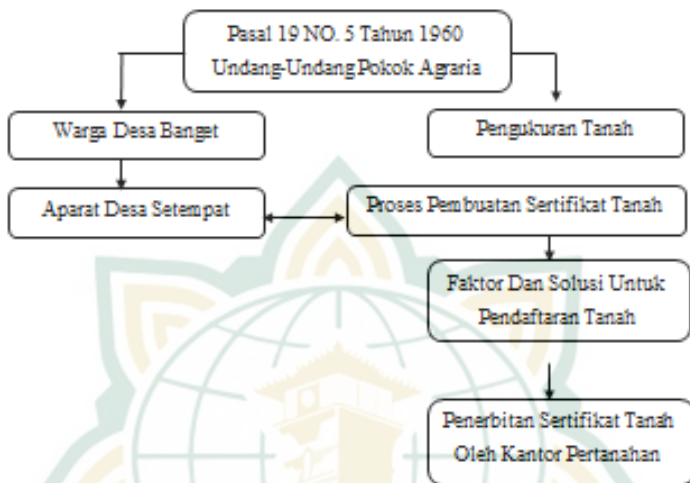 Pasal 19 NO. 5 Tahun 1960
Undang-Undang Pokok Agraria
Warga Desa Banget
Pengukuran Tanah
Aparat Desa Setempat
Proses Pembuatan Sertifikat Tanah
Faktor Dan Solusi Untuk
Pendaftaran Tanah
Penerbitan Sertifikat Tanah
Oleh Kantor Pertanahan